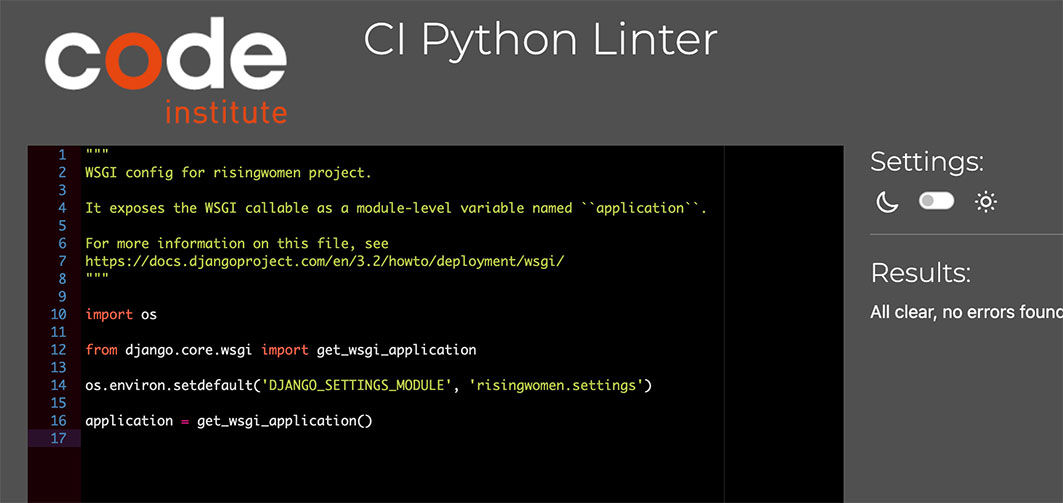 code
institute
CI Python Linter
1 """
2 WSGI config for risingwomen project.
3
4 It exposes the WSGI callable as a module-level variable named ``application``.
5
6 For more information on this file, see
7 https://docs.djangoproject.com/en/3.2/howto/deployment/wsgi/
8 """
9
10 import os
11
12 from django.core.wsgi import get_wsgi_application
13
14 os.environ.setdefault('DJANGO_SETTINGS_MODULE', 'risingwomen.settings')
15
16 application = get_wsgi_application()
17
Settings:
Results:
All clear, no errors found